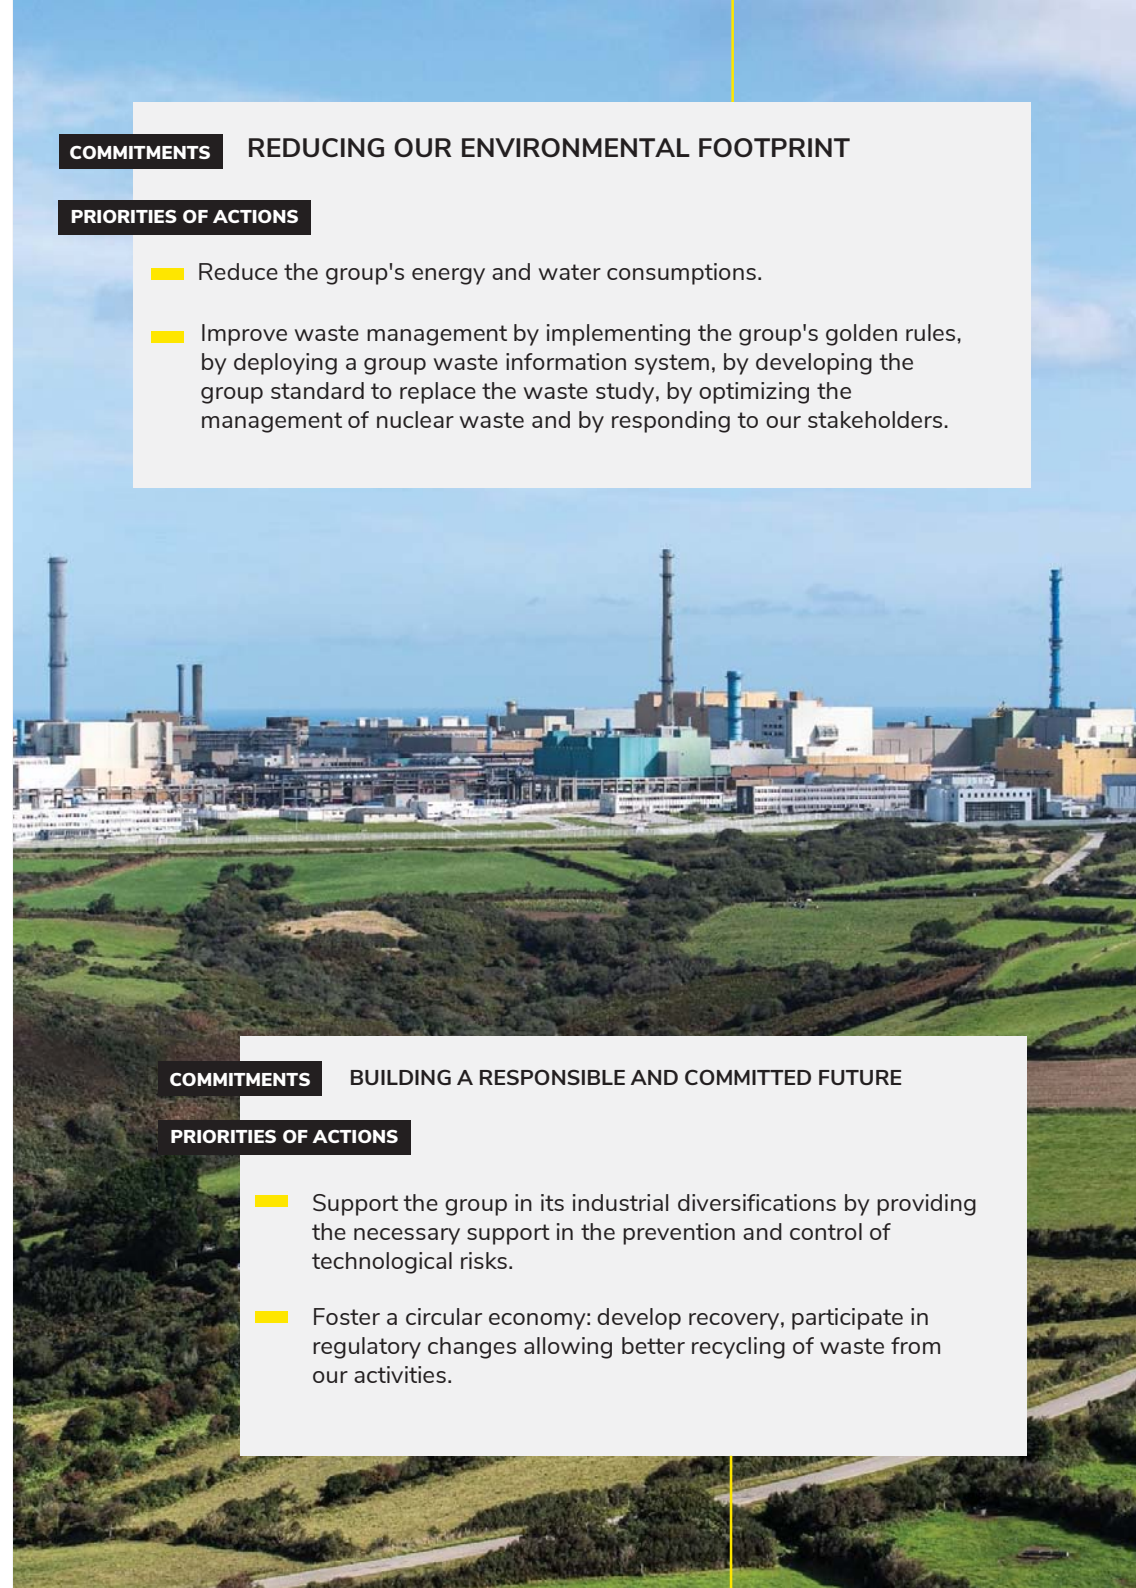 COMMITMENTS REDUCING OUR ENVIRONMENTAL FOOTPRINT
PRIORITIES OF ACTIONS
Reduce the group's energy and water consumptions.
Improve waste management by implementing the group's golden rules,
by deploying a group waste information system, by developing the
group standard to replace the waste study, by optimizing the
management of nuclear waste and by responding to our stakeholders.
COMMITMENTS BUILDING A RESPONSIBLE AND COMMITTED FUTURE
PRIORITIES OF ACTIONS
Support the group in its industrial diversifications by providing
the necessary support in the prevention and control of
technological risks.
Foster a circular economy: develop recovery, participate in
regulatory changes allowing better recycling of waste from
our activities.